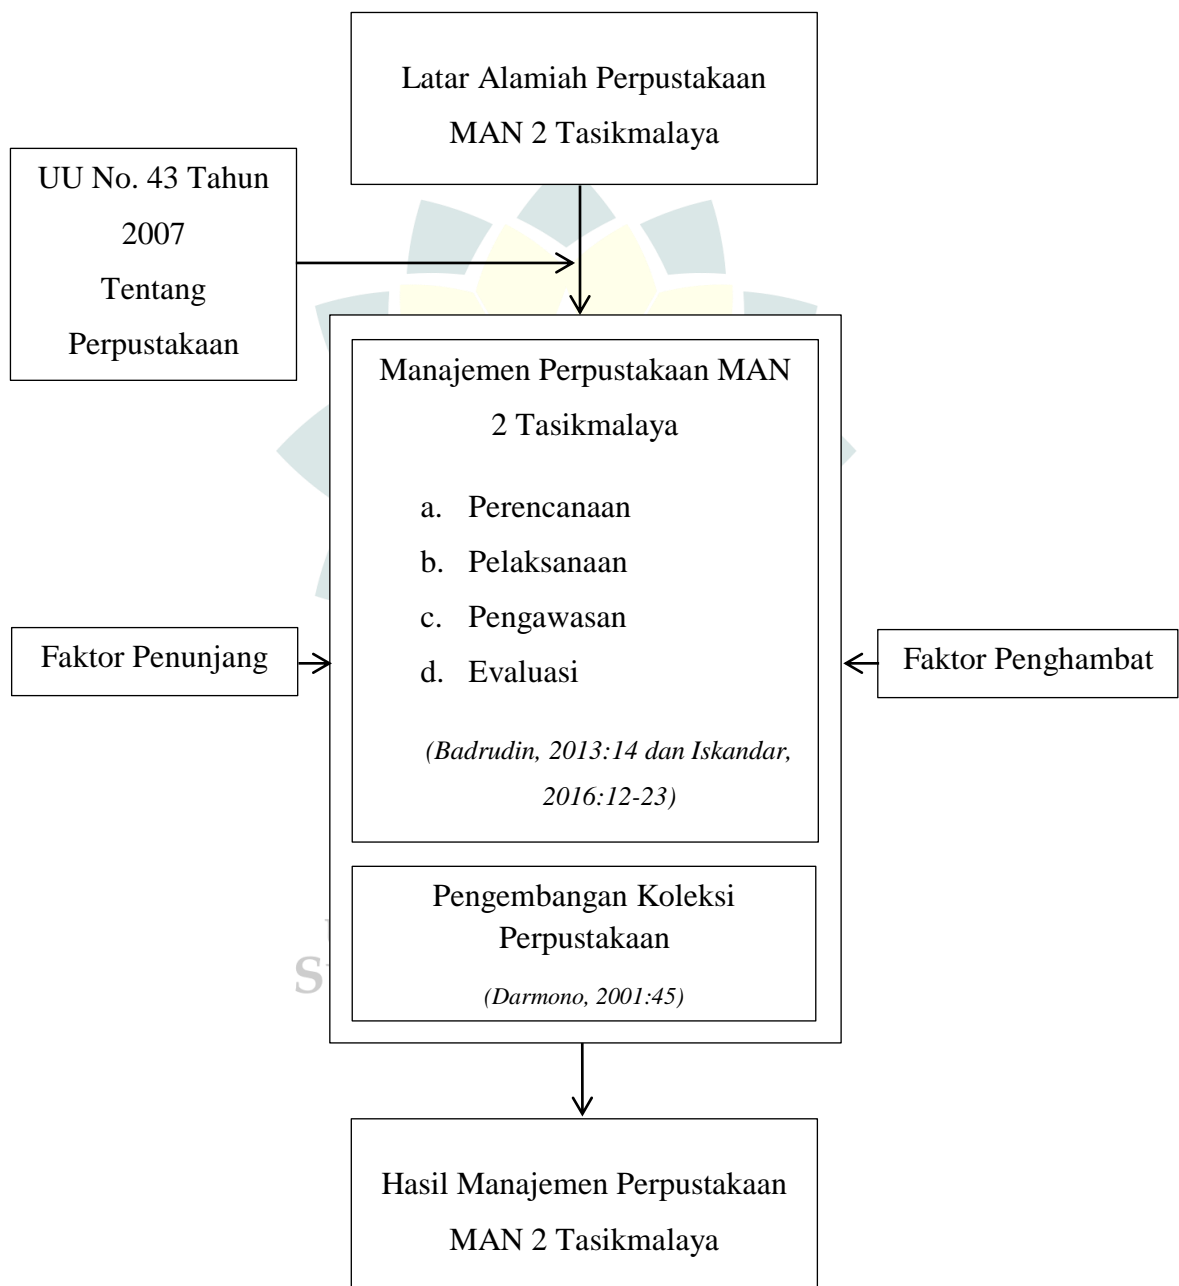 Latar Alamiah Perpustakaan
MAN 2 Tasikmalaya
UU No. 43 Tahun
2007
Tentang
Perpustakaan
Manajemen Perpustakaan MAN
2 Tasikmalaya
a. Perencanaan
b. Pelaksanaan
c. Pengawasan
d. Evaluasi
(Badrudin, 2013:14 dan Iskandar,
2016:12-23)
Faktor Penunjang
Faktor Penghambat
Pengembangan Koleksi
Perpustakaan
(Darmono, 2001:45)
Hasil Manajemen Perpustakaan
MAN 2 Tasikmalaya